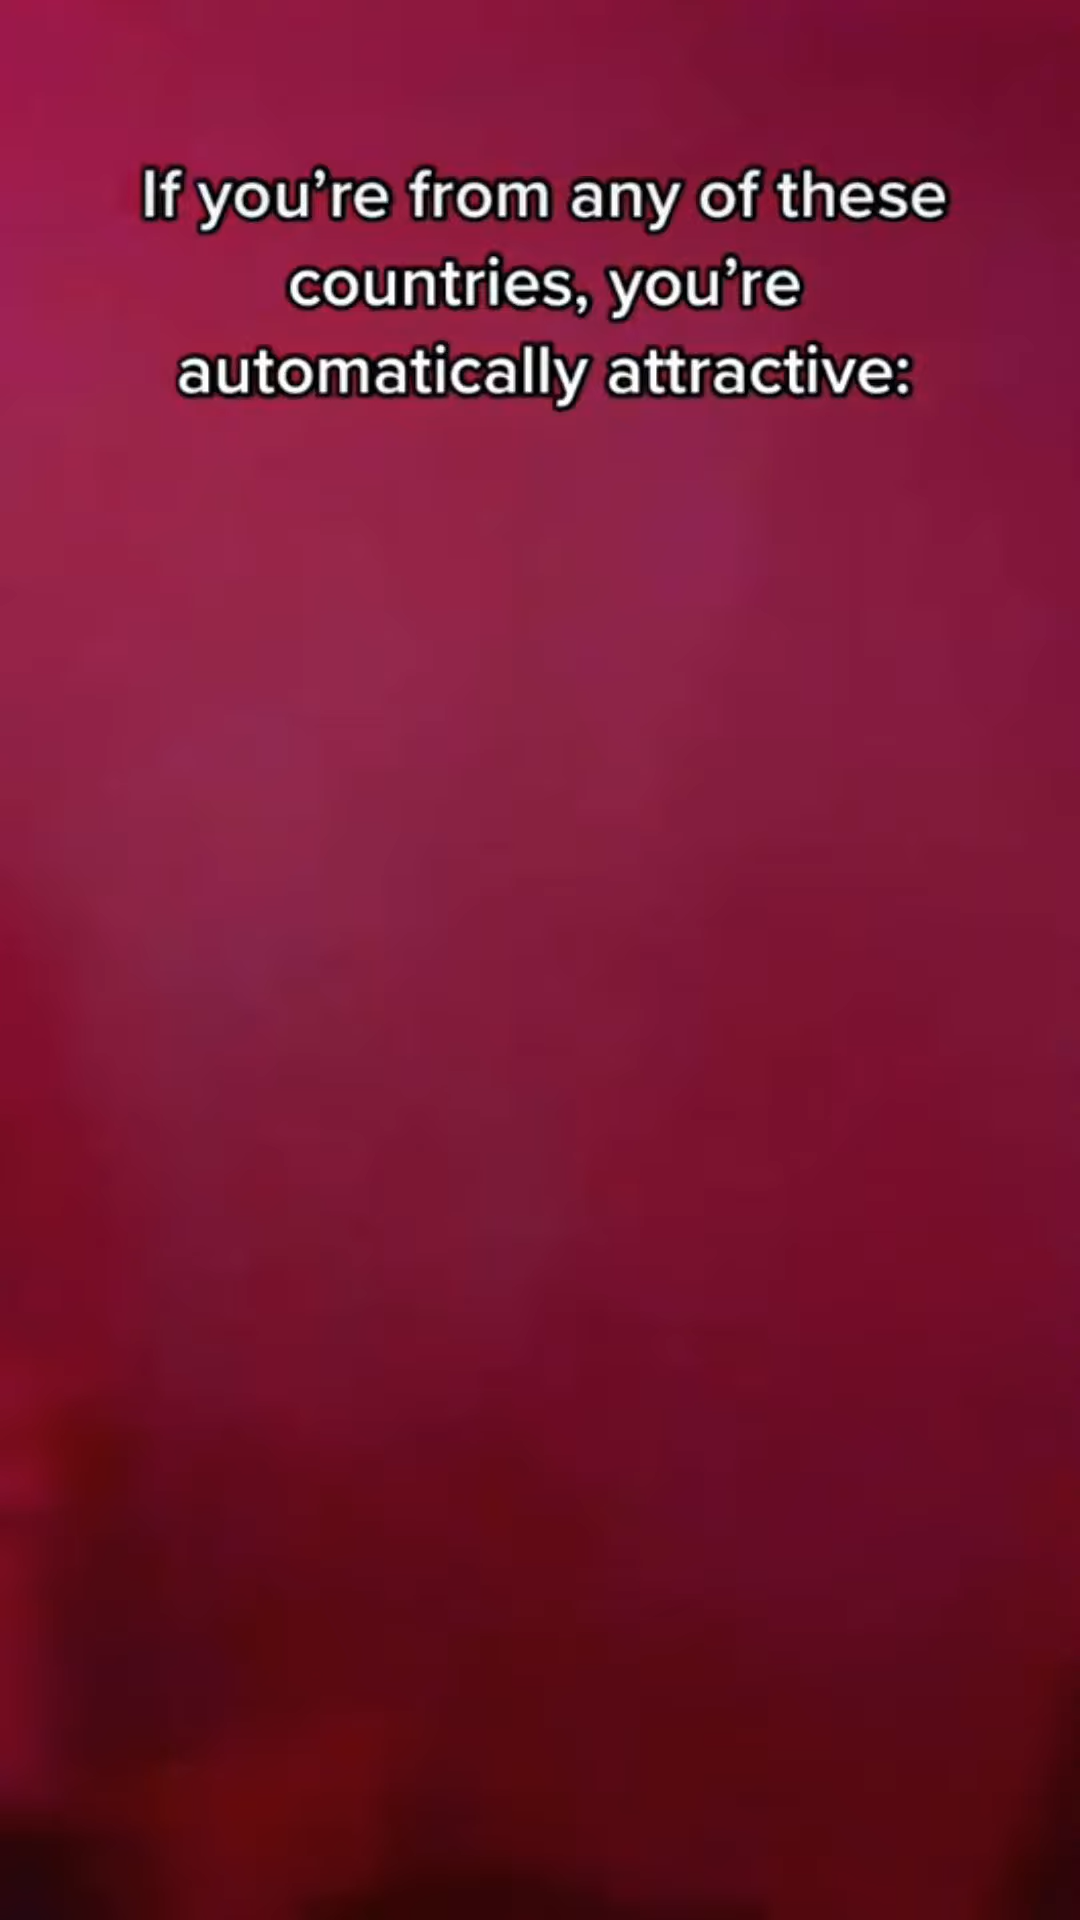 If you’re from any of these
countries, you’re
automatically attractive: